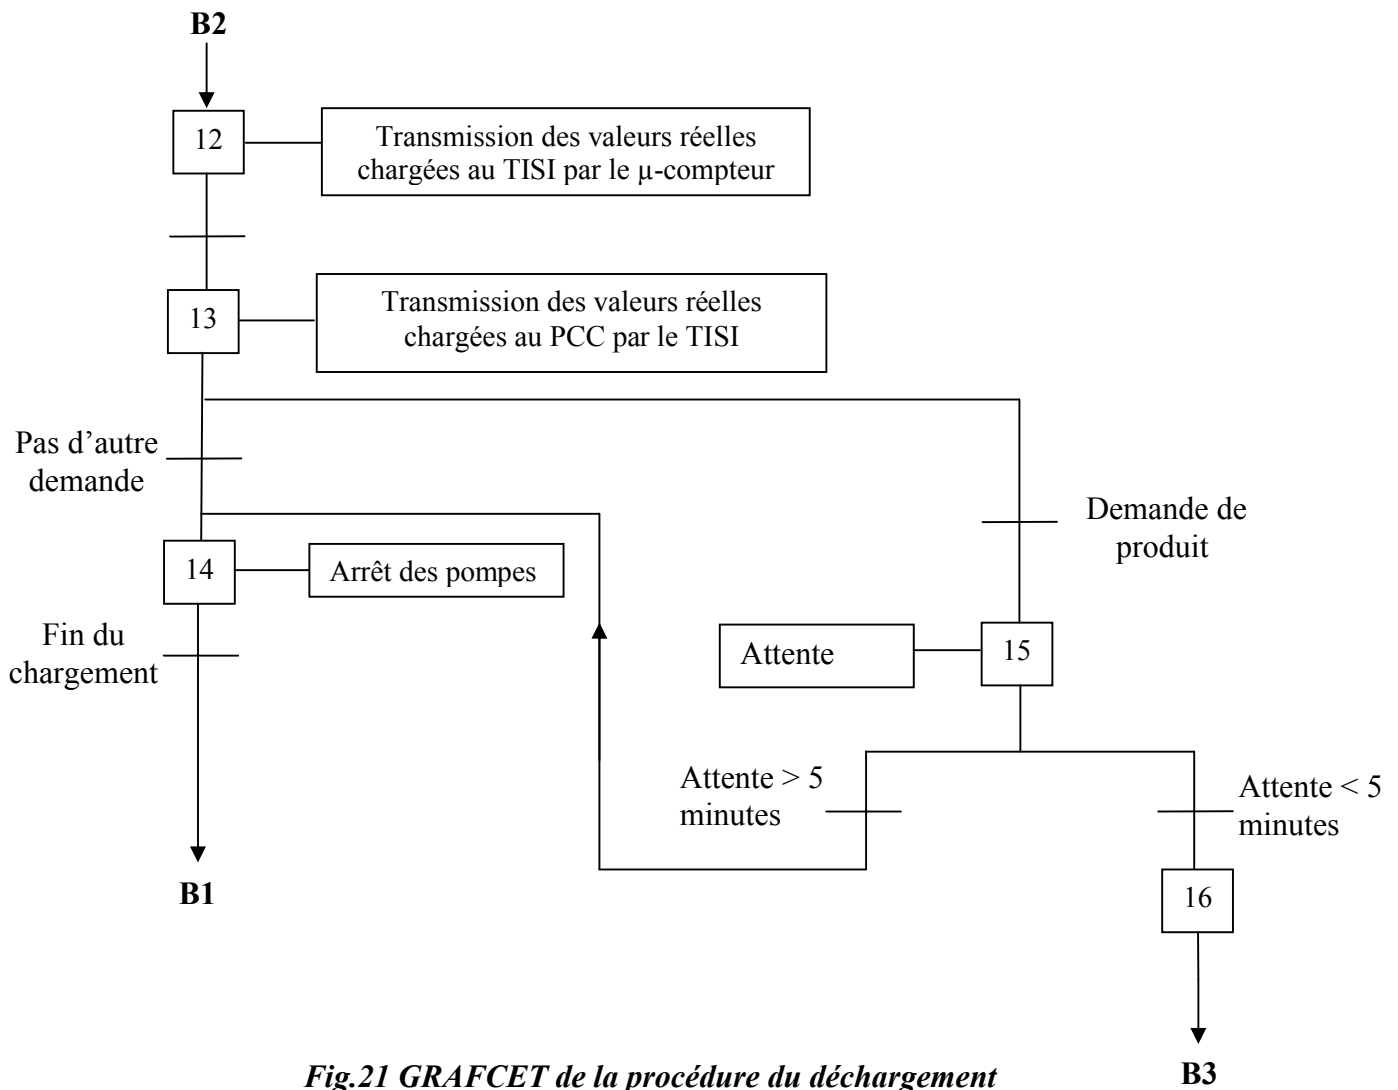 B2
12
Transmission des valeurs réelles
chargées au TISI par le µ-compteur
13
Transmission des valeurs réelles
chargées au PCC par le TISI
Pas d’autre
demande
Demande de
produit
14
Arrêt des pompes
Fin du
chargement
Attente
15
Attente > 5
minutes
Attente < 5
minutes
B1
16
Fig.21 GRAFCET de la procédure du déchargement
B3